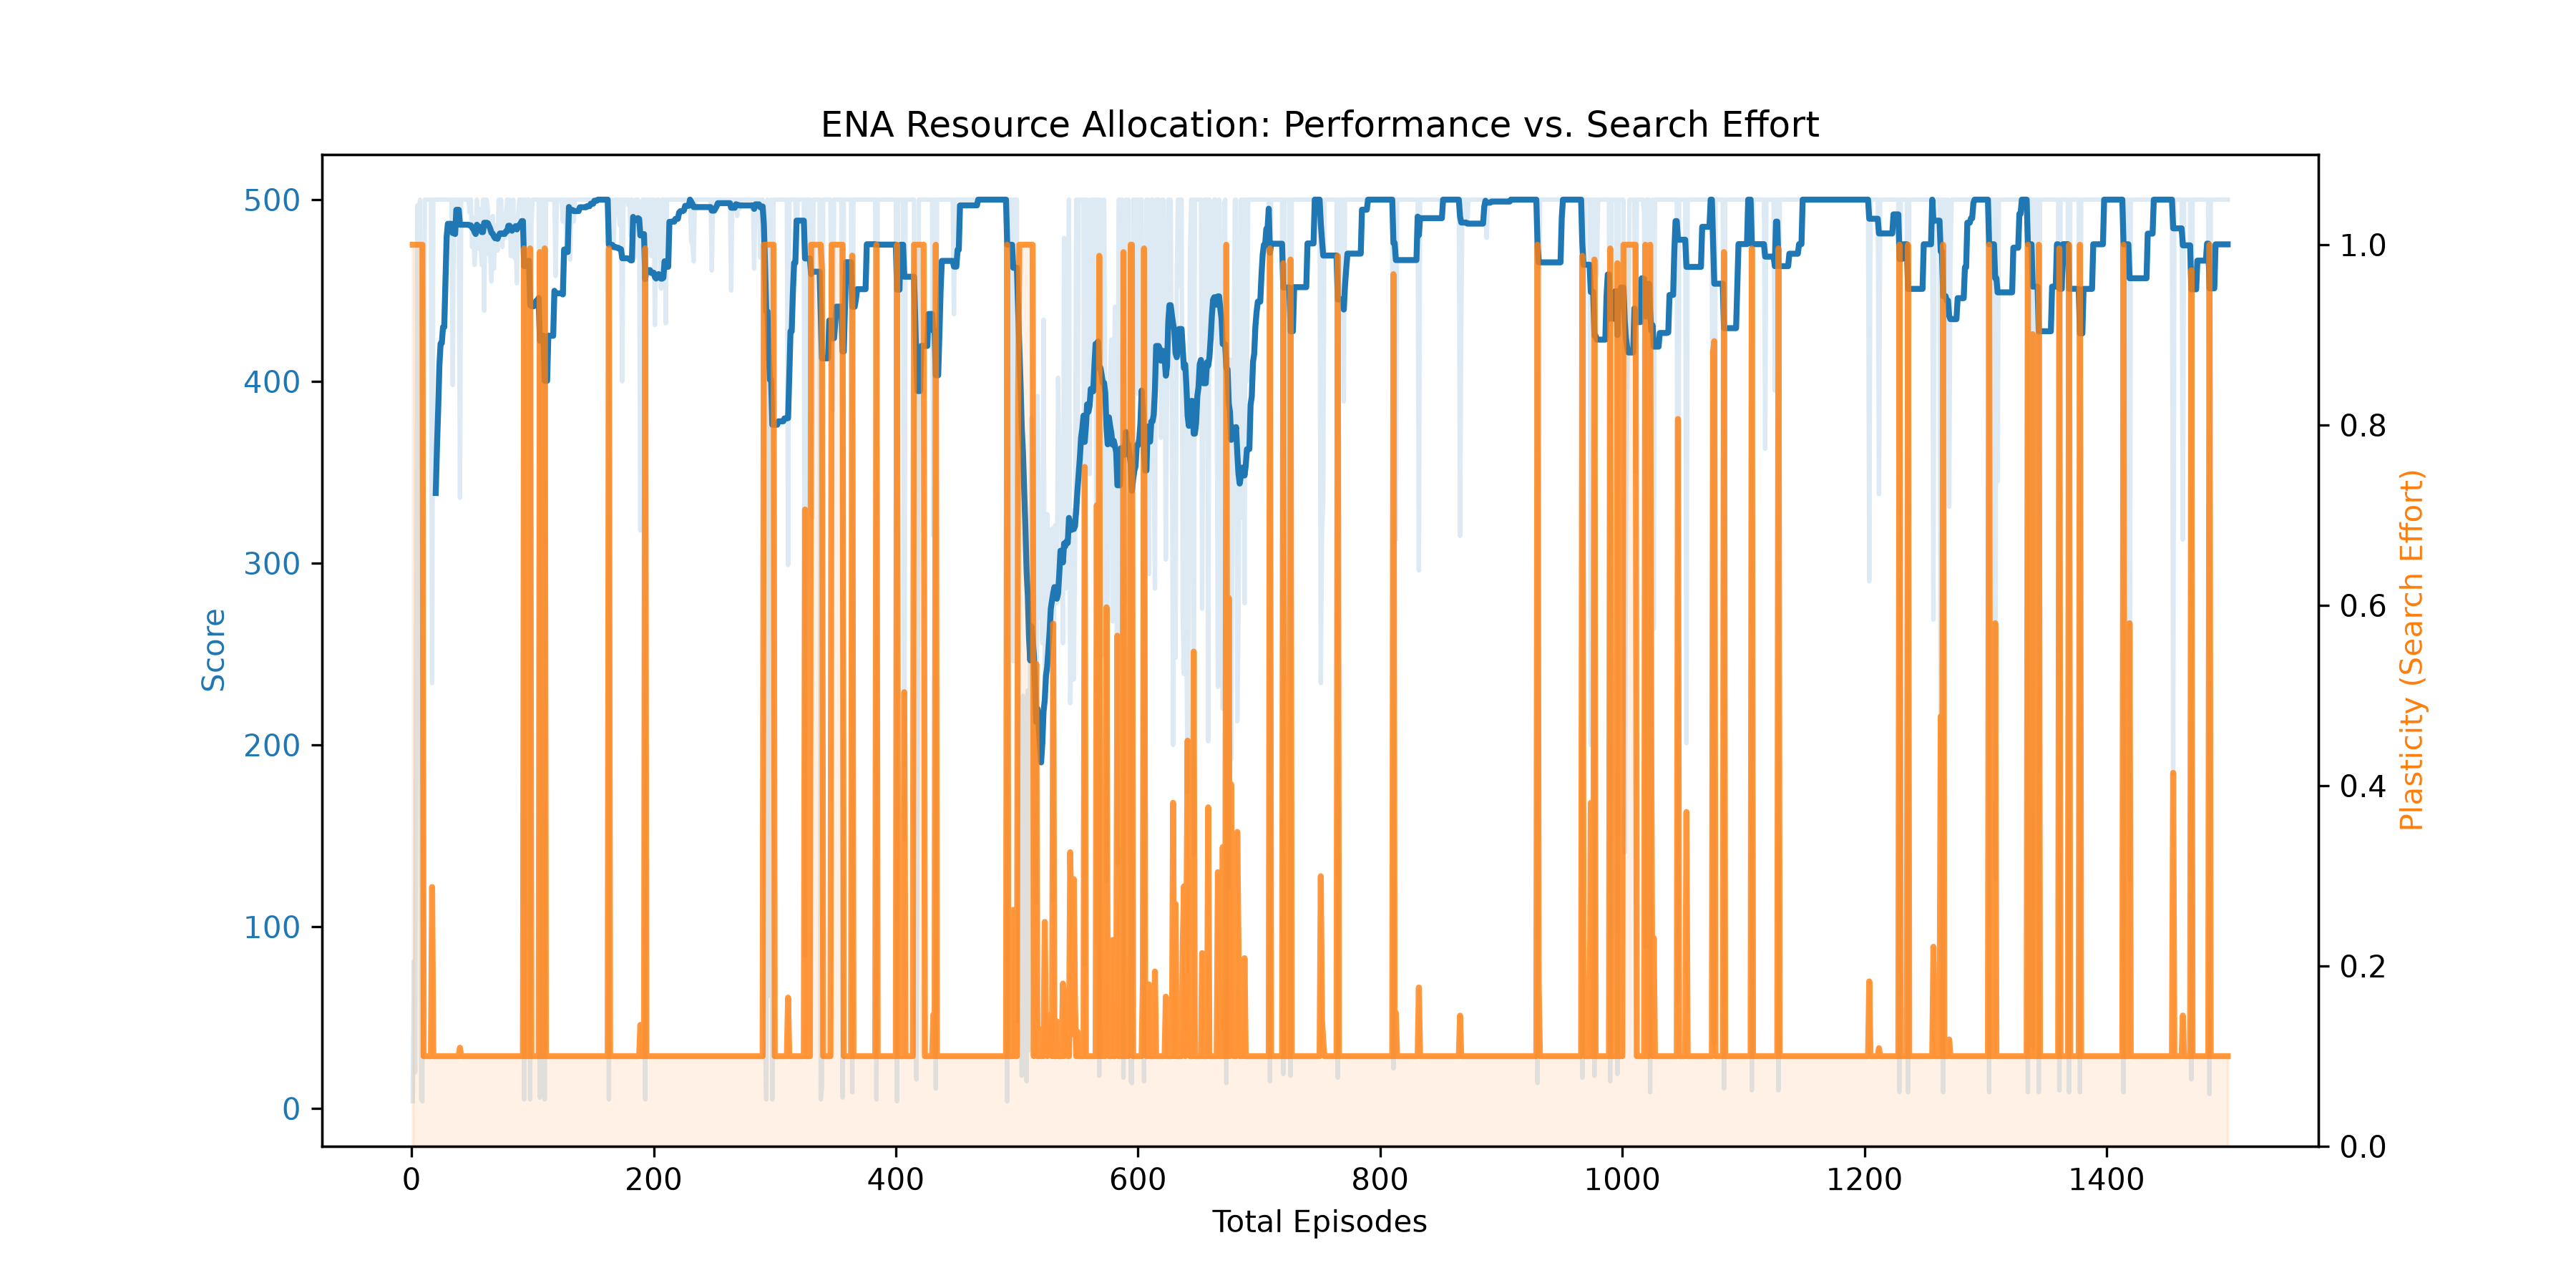 ENA Resource Allocation: Performance vs. Search Effort
500
400
300
200
100
0
Score
1.0
0.8
0.6
0.4
0.2
0.0
Plasticity (Search Effort)
0 200 400 600 800 1000 1200 1400
Total Episodes